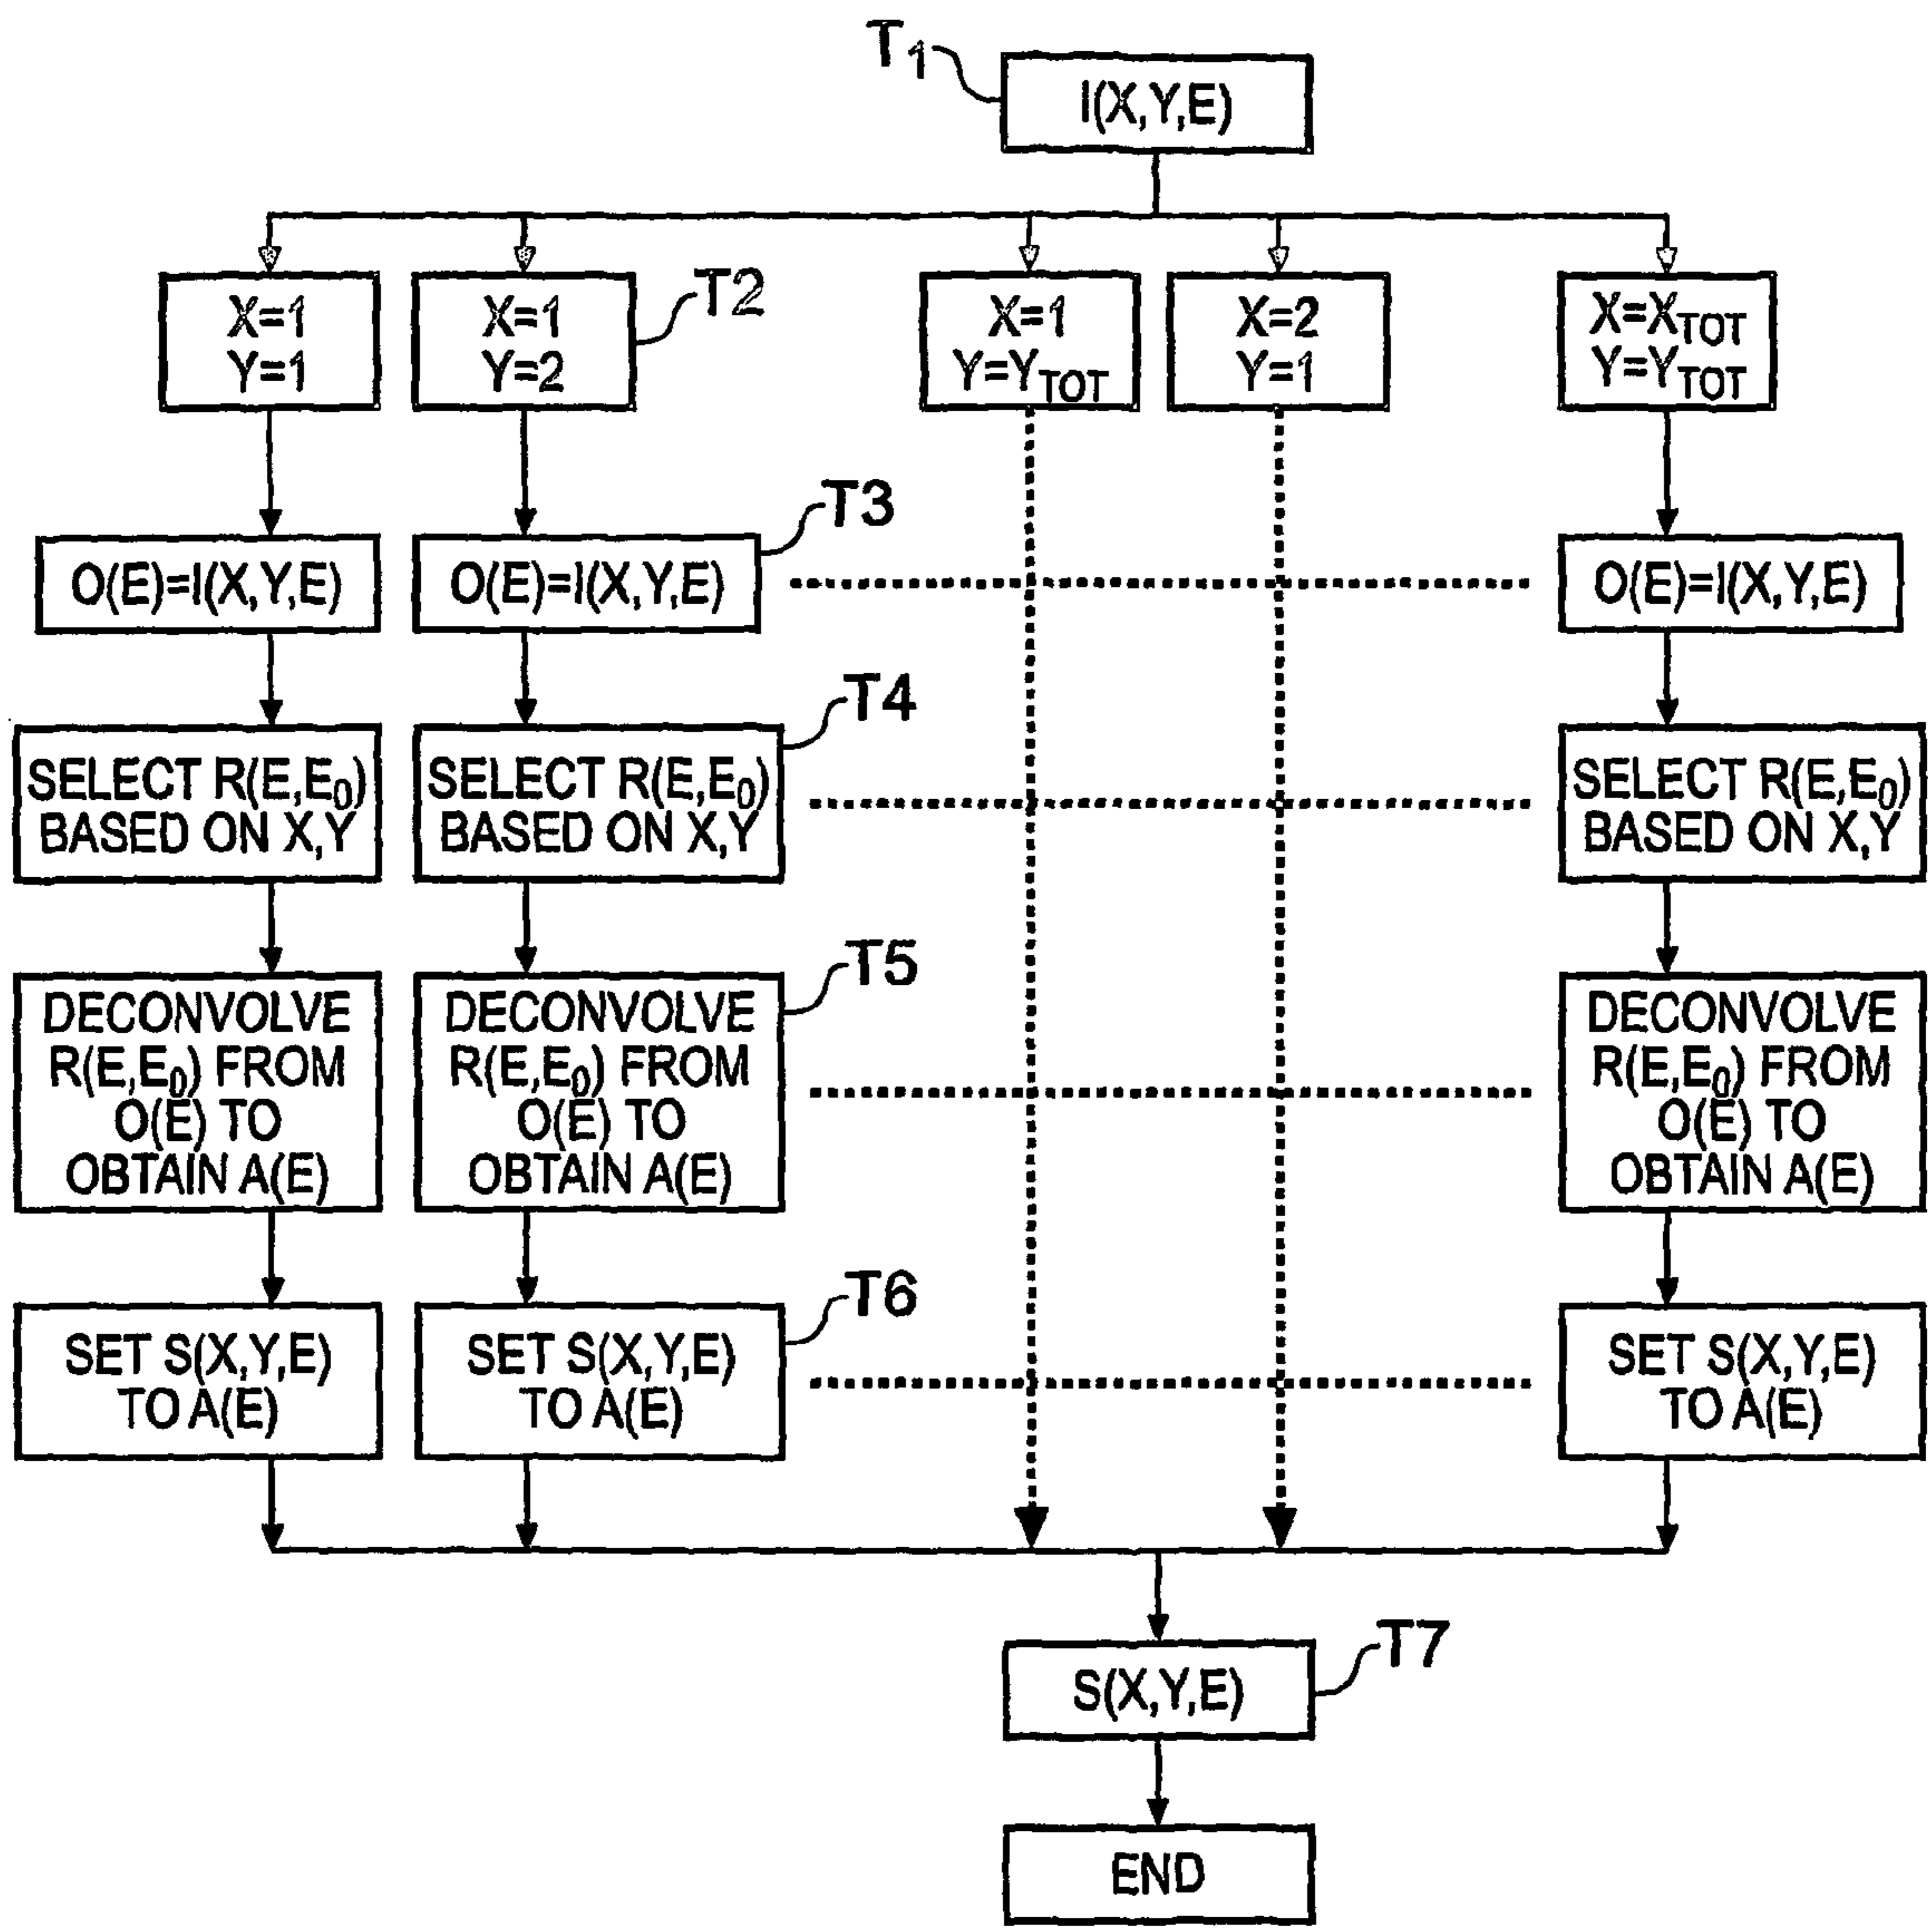 T1
I(X,Y,E)
X=1
Y=1
X=1
Y=2
T2
X=1
Y=YTOT
X=2
Y=1
X=XTOT
Y=YTOT
T3
O(E)=I(X,Y,E)
O(E)=I(X,Y,E)
O(E)=I(X,Y,E)
T4
SELECT R(E,E0)
BASED ON X,Y
SELECT R(E,E0)
BASED ON X,Y
SELECT R(E,E0)
BASED ON X,Y
T5
DECONVOLVE
R(E,E0) FROM
O(E) TO
OBTAIN A(E)
DECONVOLVE
R(E,E0) FROM
O(E) TO
OBTAIN A(E)
DECONVOLVE
R(E,E0) FROM
O(E) TO
OBTAIN A(E)
T6
SET S(X,Y,E)
TO A(E)
SET S(X,Y,E)
TO A(E)
SET S(X,Y,E)
TO A(E)
T7
S(X,Y,E)
END